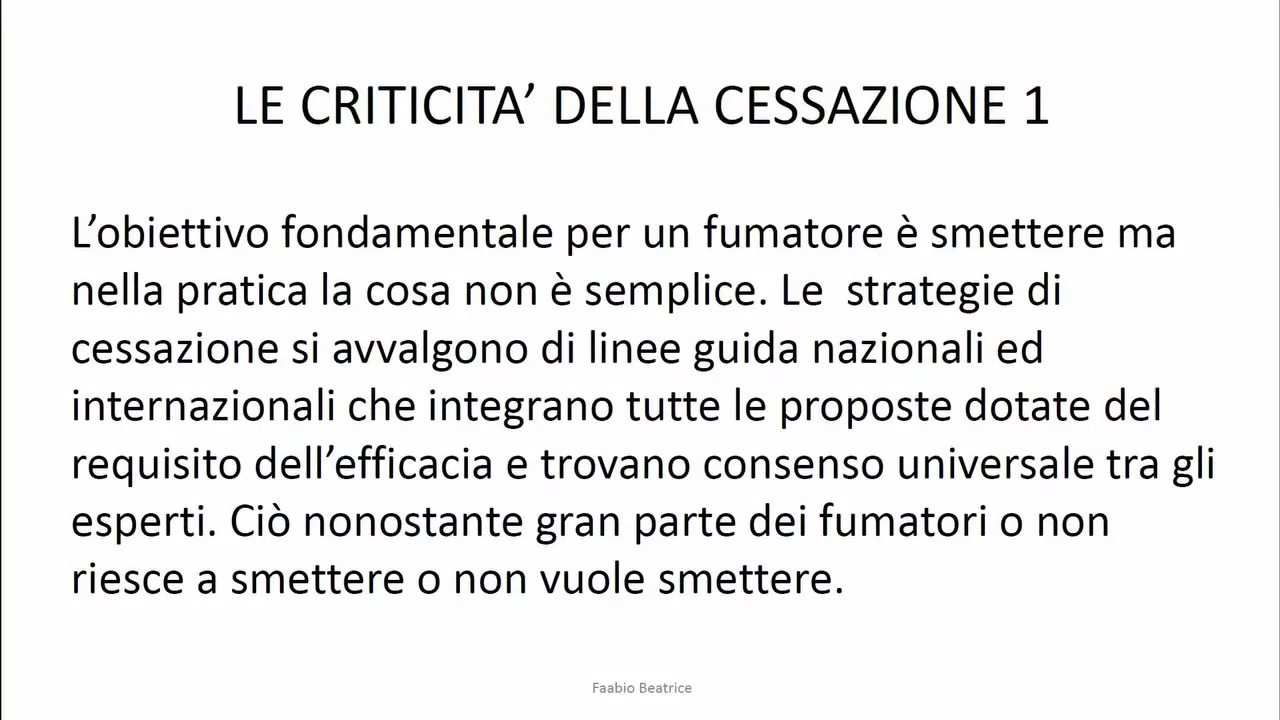 LE CRITICITA’ DELLA CESSAZIONE 1
L’obiettivo fondamentale per un fumatore è smettere ma
nella pratica la cosa non è semplice. Le  strategie di
cessazione si avvalgono di linee guida nazionali ed
internazionali che integrano tutte le proposte dotate del
requisito dell’efficacia e trovano consenso universale tra gli
esperti. Ciò nonostante gran parte dei fumatori o non
riesce a smettere o non vuole smettere.
Faabio Beatrice